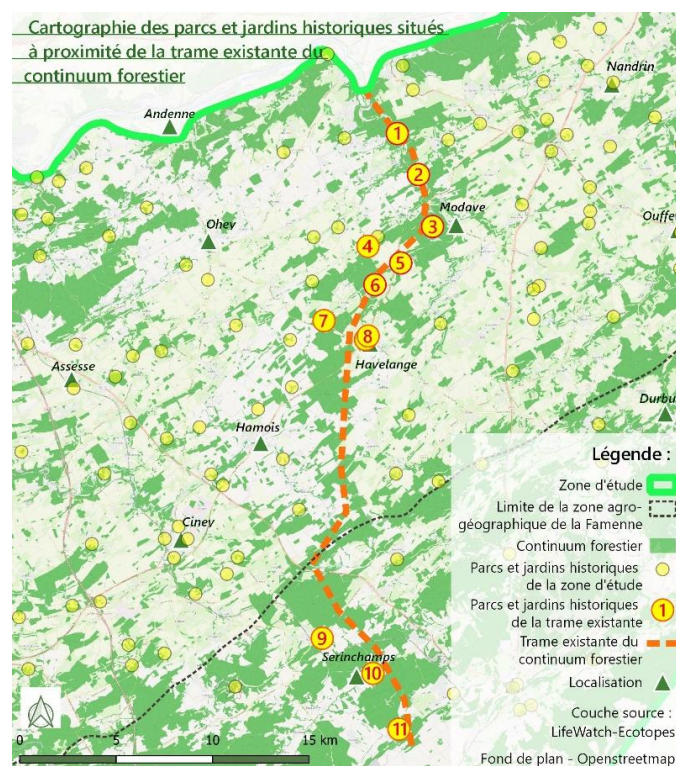 Cartographie des parcs et jardins historiques situés
à proximité de la trame existante du
continuum forestier
Nandrin
Andenne
1
2
Modave
3
Ouffe
Ohey
4
5
6
7
8
Havelange
Assesse
Durbu
Hamois
Ciney
9
Serinchamps
10
11
0 5 10 15 km
Légende :
Zone d'étude
Limite de la zone agro-
géographique de la Famenne
Continuum forestier
Parcs et jardins historiques
de la zone d'étude
Parcs et jardins historiques
de la trame existante
1
Trame existante du
continuum forestier
Localisation
Couche source :
LifeWatch-Ecotopes
Fond de plan - Openstreetmap